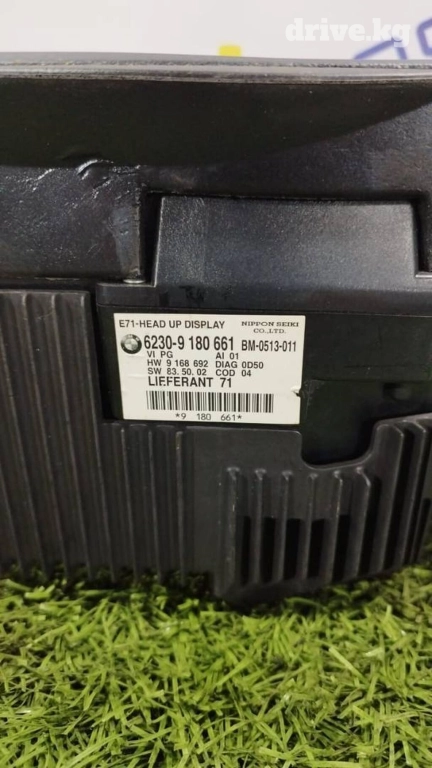 drive.kg
E71-HEAD UP DISPLAY NIPPON SEIKI CO.,LTD.
6230-9 180 661 BM-0513-011
VI PG AI 01
HW 9 168 692 DIAG 0D50
SW 83.50.02 COD 04
LIEFERANT 71
*9 180 661*